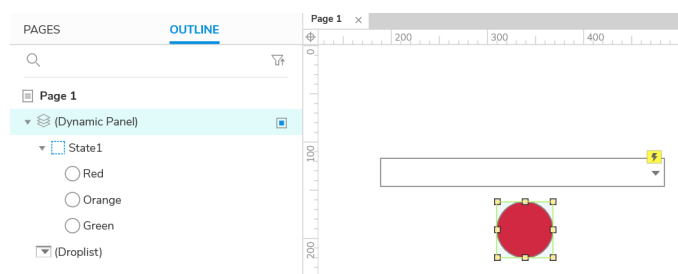 PAGES
OUTLINE
Page 1
Page 1
(Dynamic Panel)
State1
Red
Orange
Green
(Droplist)
200
300
400
0
100
200